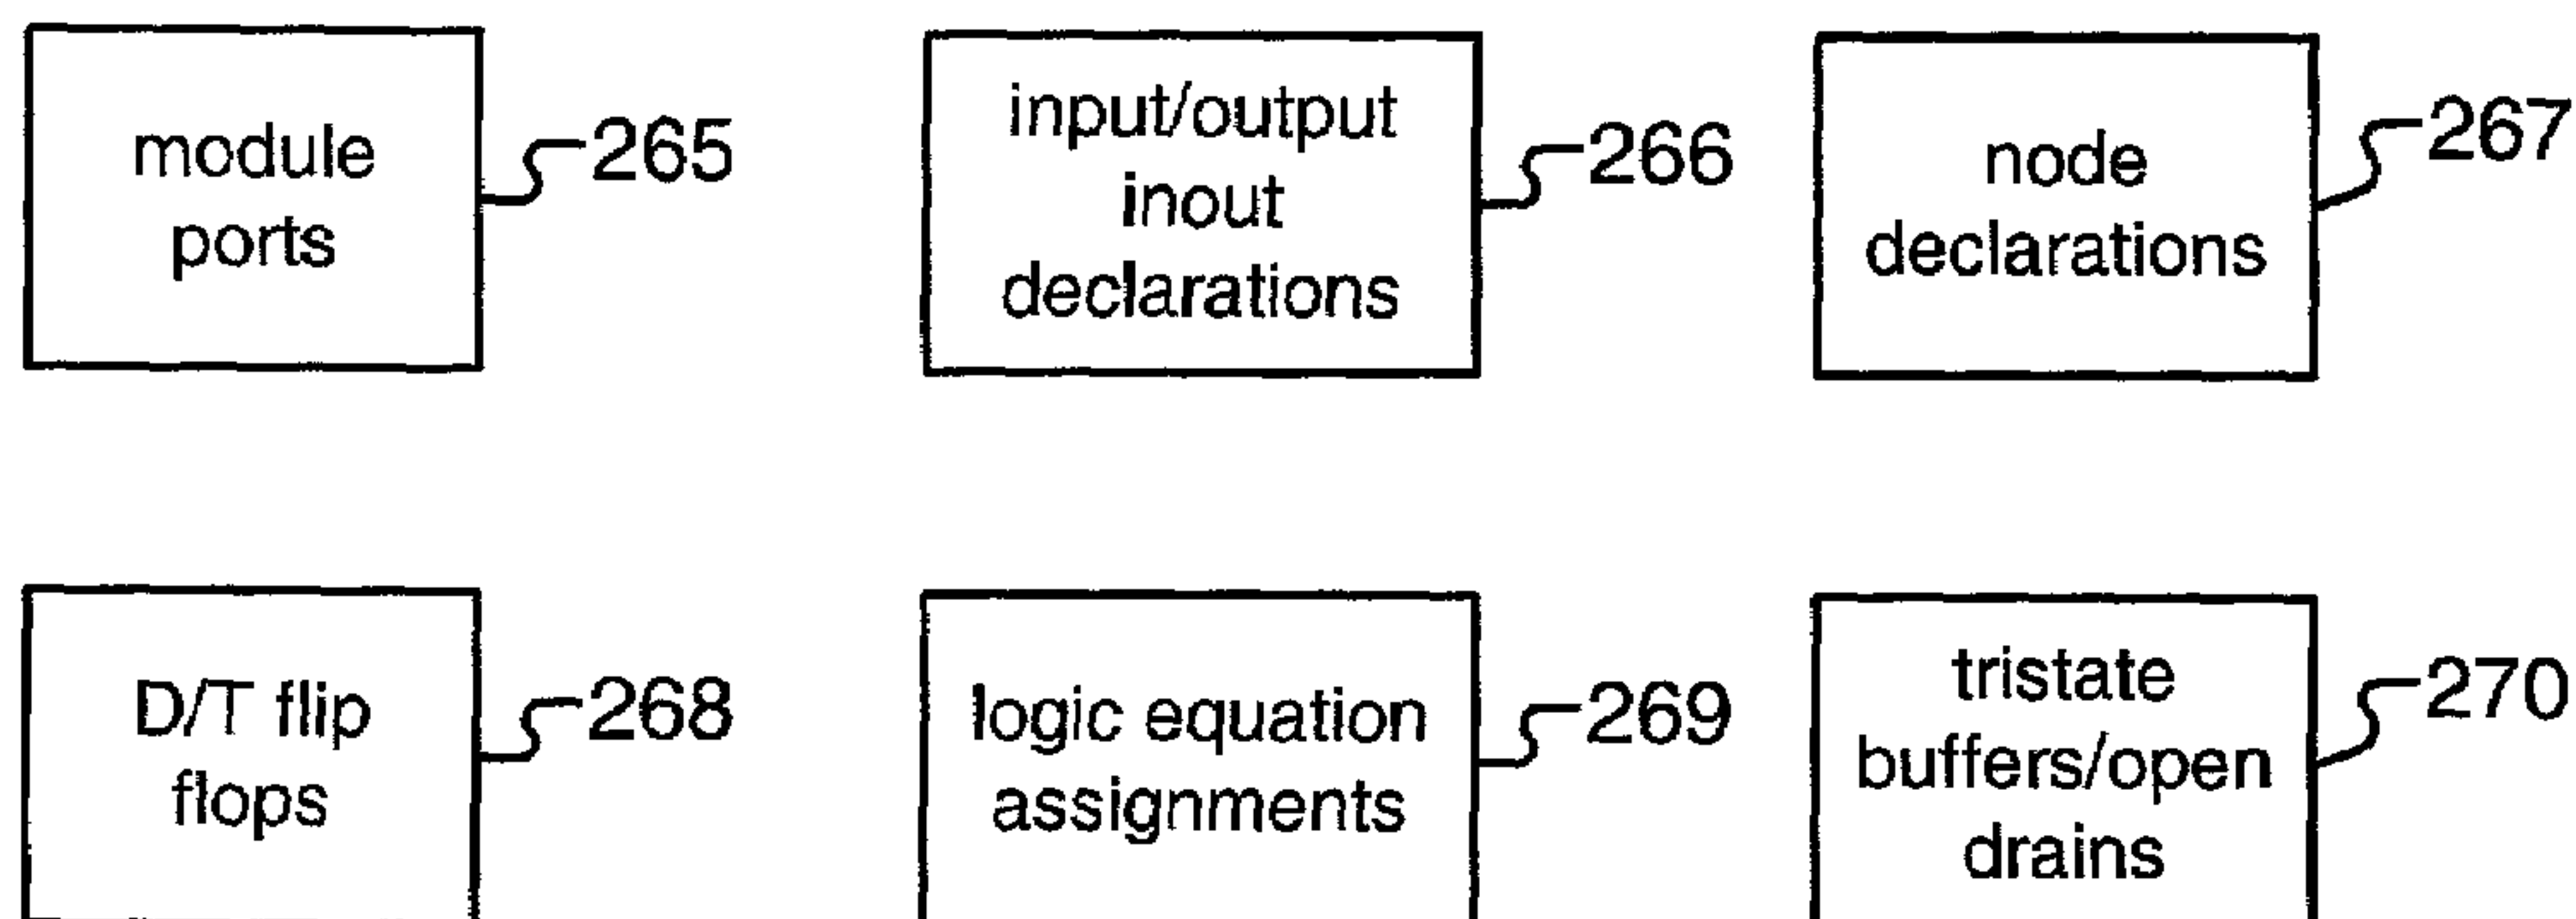 module
ports
265
input/output
inout
declarations
266
node
declarations
267
D/T flip
flops
268
logic equation
assignments
269
tristate
buffers/open
drains
270